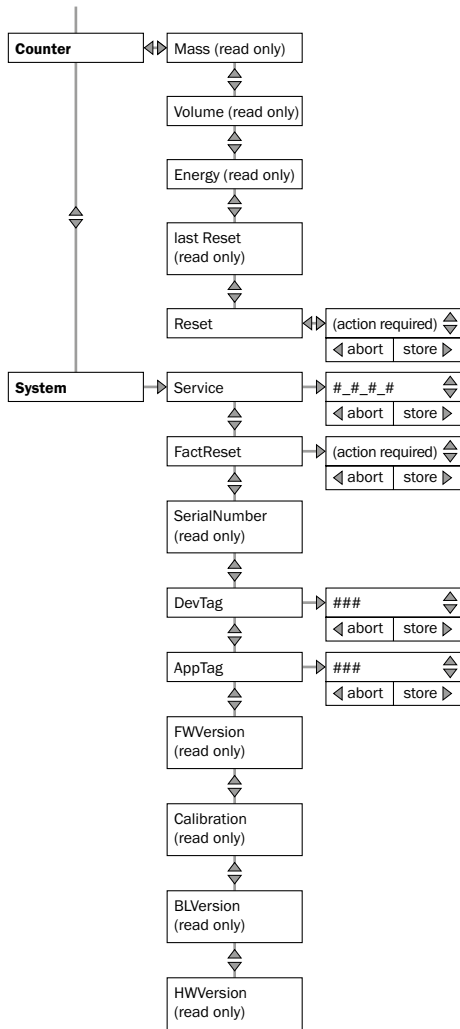 Counter
Mass (read only)
Volume (read only)
Energy (read only)
last Reset
(read only)
Reset
(action required)
abort
store
System
Service
#_#_#_#
abort
store
FactReset
(action required)
abort
store
SerialNumber
(read only)
DevTag
###
abort
store
AppTag
###
abort
store
FWVersion
(read only)
Calibration
(read only)
BLVersion
(read only)
HWVersion
(read only)